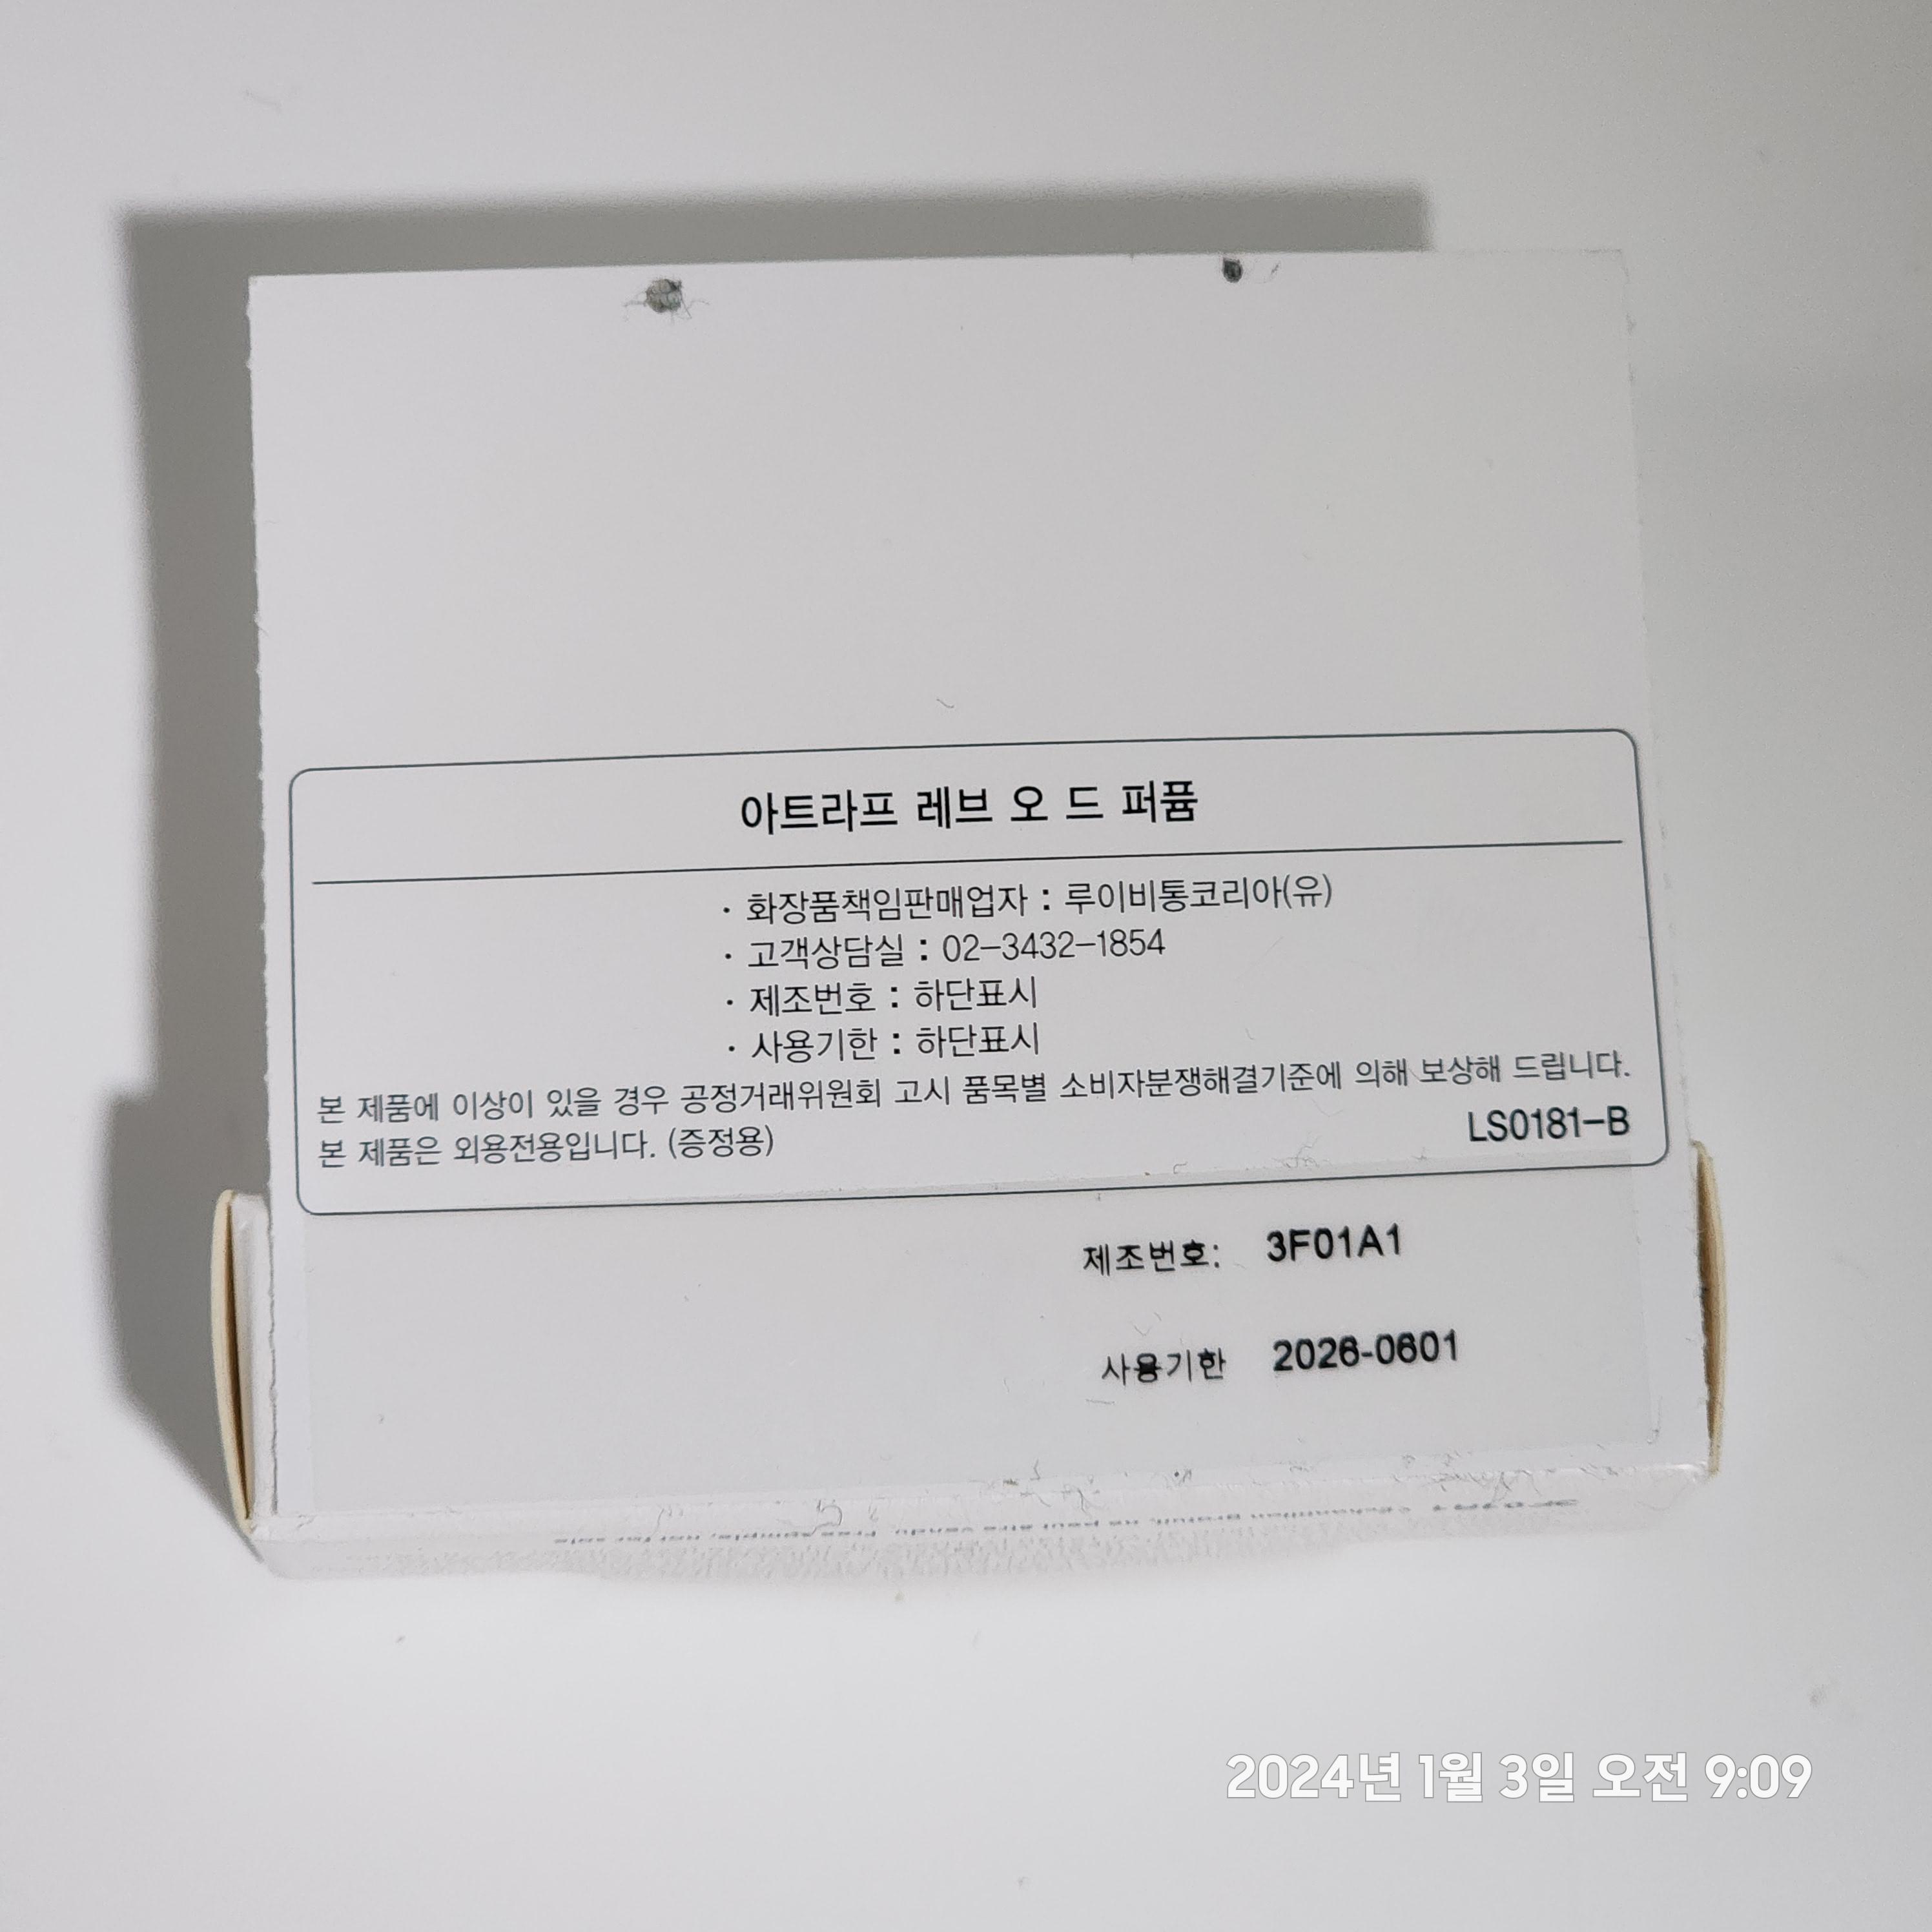 아트라프 레브 오 드 퍼퓸
· 화장품책임판매업자 : 루이비통코리아(유)
· 고객상담실 : 02-3432-1854
· 제조번호 : 하단표시
· 사용기한 : 하단표시
본 제품에 이상이 있을 경우 공정거래위원회 고시 품목별 소비자분쟁해결기준에 의해 보상해 드립니다.
본 제품은 외용전용입니다. (증정용)
LS0181-B
제조번호: 3F01A1
사용기한 2026-0601
2024년 1월 3일 오전 9:09